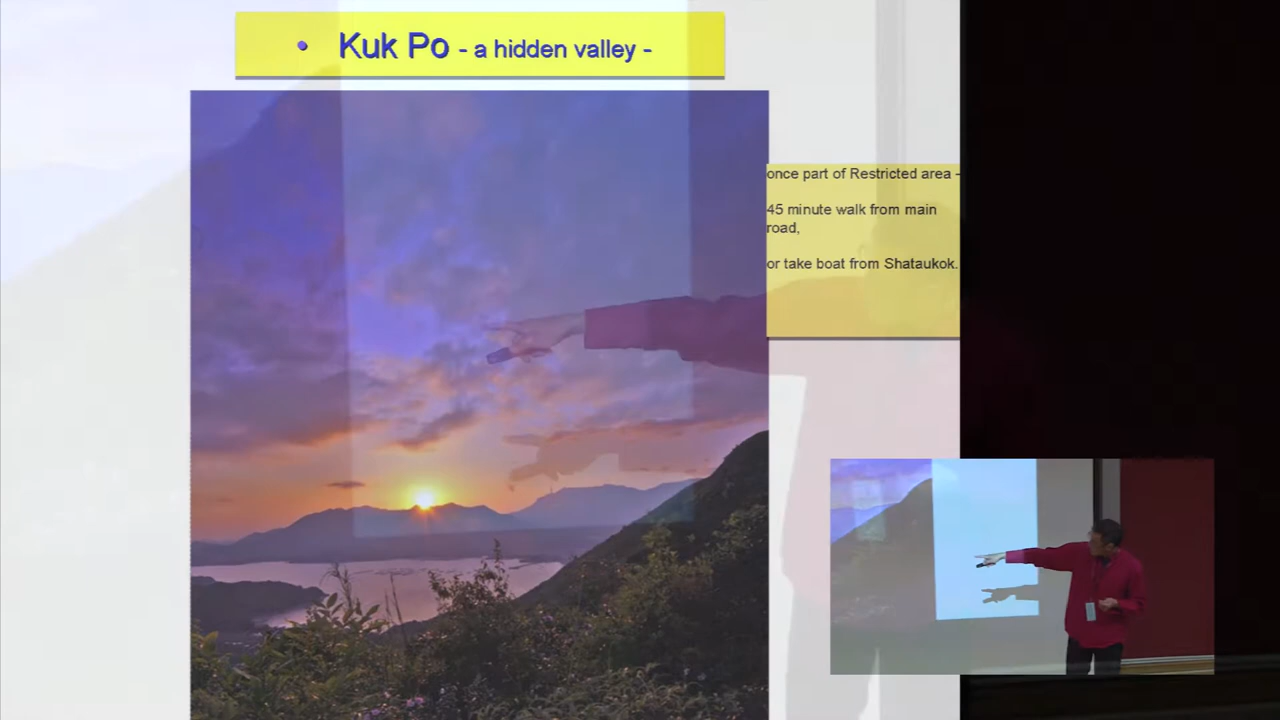 • Kuk Po - a hidden valley -
once part of Restricted area -
45 minute walk from main
road,
or take boat from Shataukok.